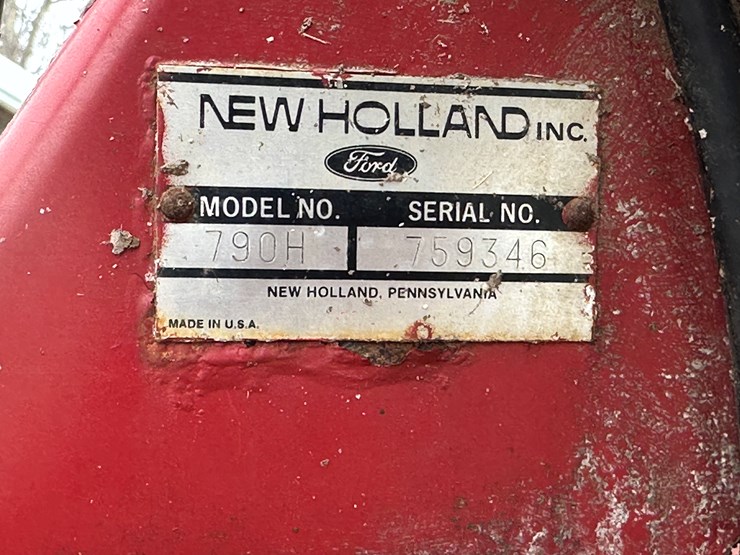 NEW HOLLAND INC.
Ford
MODEL NO. SERIAL NO.
790H 759346
NEW HOLLAND, PENNSYLVANIA
MADE IN U.S.A.